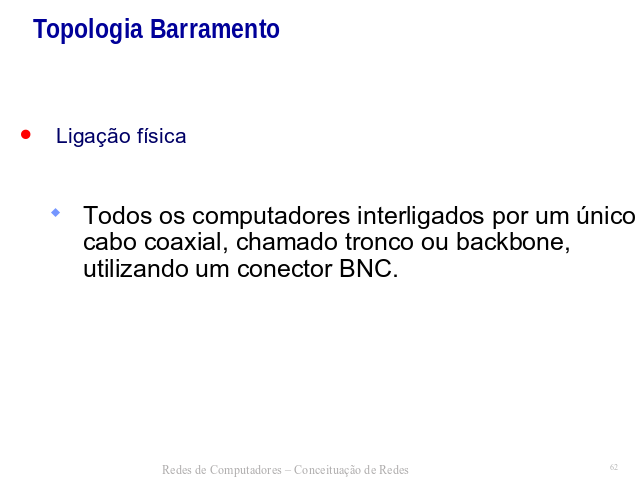 Topologia Barramento
Ligação física
Todos os computadores interligados por um único
cabo coaxial, chamado tronco ou backbone,
utilizando um conector BNC.
Redes de Computadores – Conceituação de Redes
62